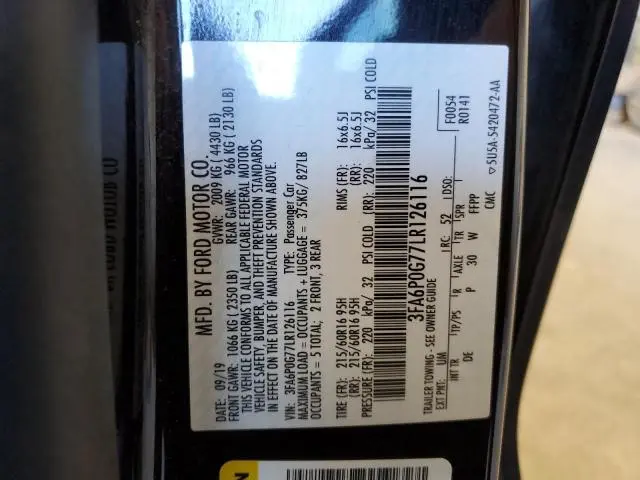 MFD. BY FORD MOTOR CO.
DATE: 09/19 GVWR: 2009 KG ( 4430 LB)
FRONT GAWR: 1066 KG ( 2350 LB) REAR GAWR: 966 KG ( 2130 LB)
THIS VEHICLE CONFORMS TO ALL APPLICABLE FEDERAL MOTOR
VEHICLE SAFETY, BUMPER, AND THEFT PREVENTION STANDARDS
IN EFFECT ON THE DATE OF MANUFACTURE SHOWN ABOVE.
VIN: 3FA6P0G77LR126116 TYPE: Passenger Car
MAXIMUM LOAD = OCCUPANTS + LUGGAGE = 375KG/ 827LB
OCCUPANTS = 5 TOTAL; 2 FRONT, 3 REAR
TIRE (FR): 215/60R16 95H RIMS (FR): 16x6.5J
(RR): 215/60R16 95H (RR): 16x6.5J
PRESSURE (FR): 220 kPa/ 32 PSI COLD (RR): 220 kPa/ 32 PSI COLD
3FA6P0G77LR126116
TRAILER TOWING - SEE OWNER GUIDE
F0054
R0141
EXT PNT: UM RC: 52 DSO:
INT TR TP/PS R AXLE TR SPR
DE P 30 W FFPP
CMC ▽5U5A-5420472-AA